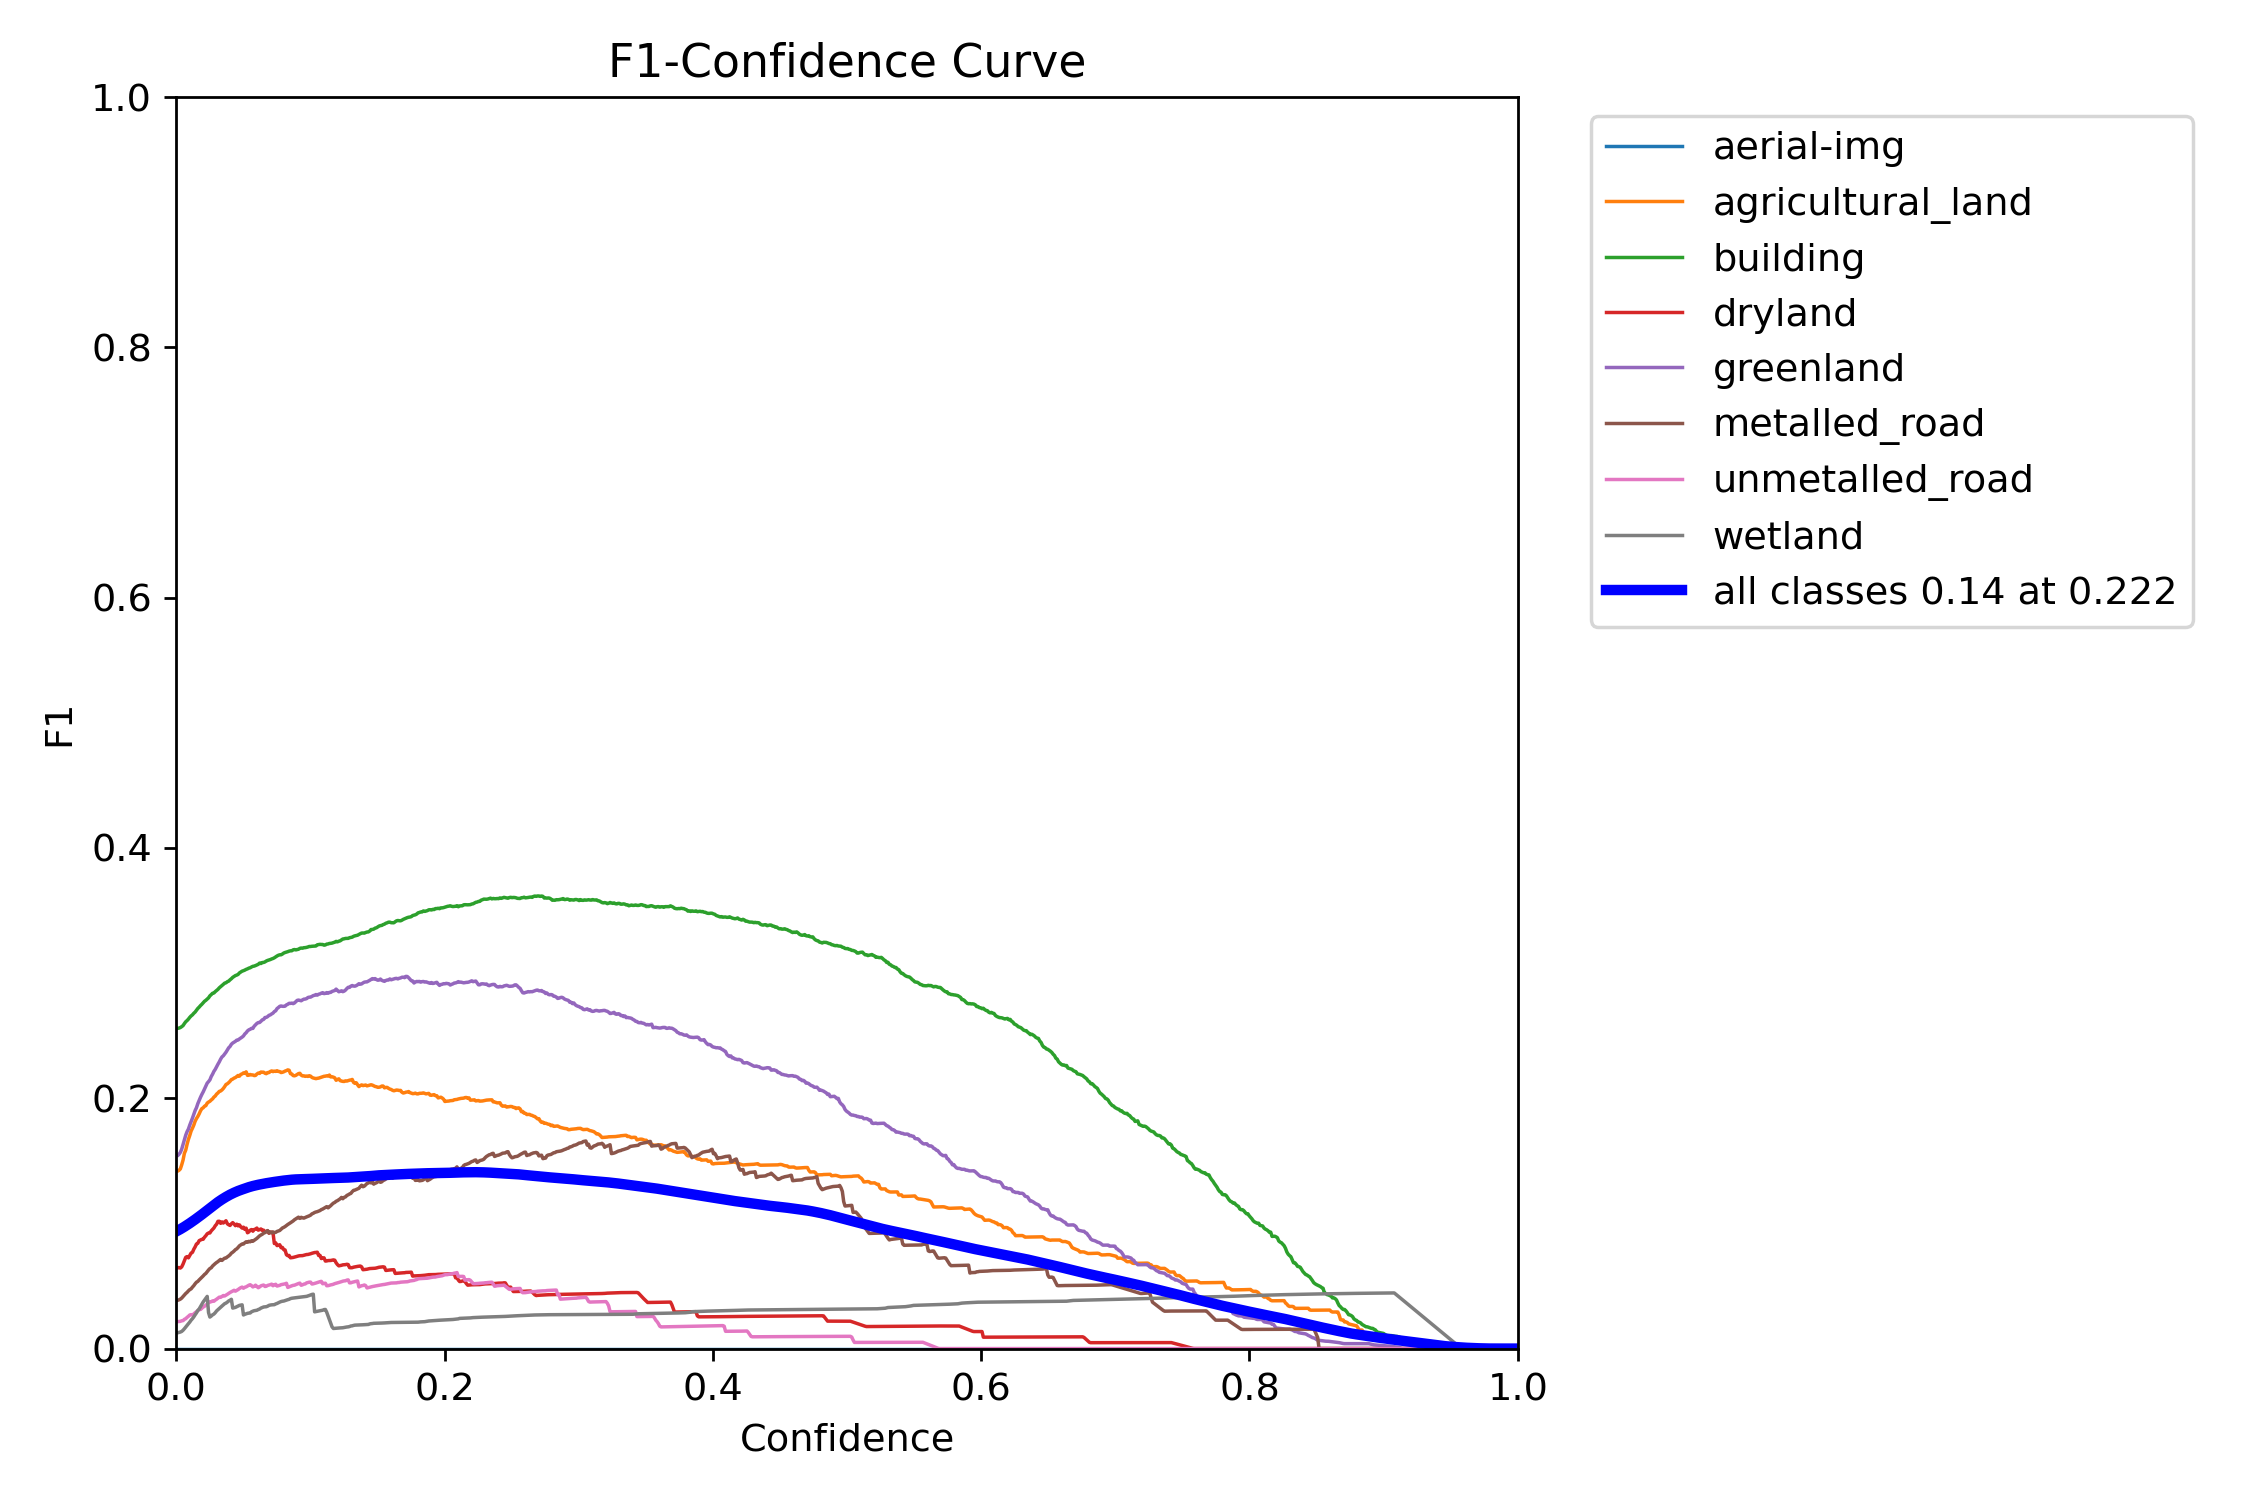 F1-Confidence Curve
1.0
0.8
0.6
0.4
0.2
0.0
F1
0.0 0.2 0.4 0.6 0.8 1.0
Confidence
aerial-img
agricultural_land
building
dryland
greenland
metalled_road
unmetalled_road
wetland
all classes 0.14 at 0.222